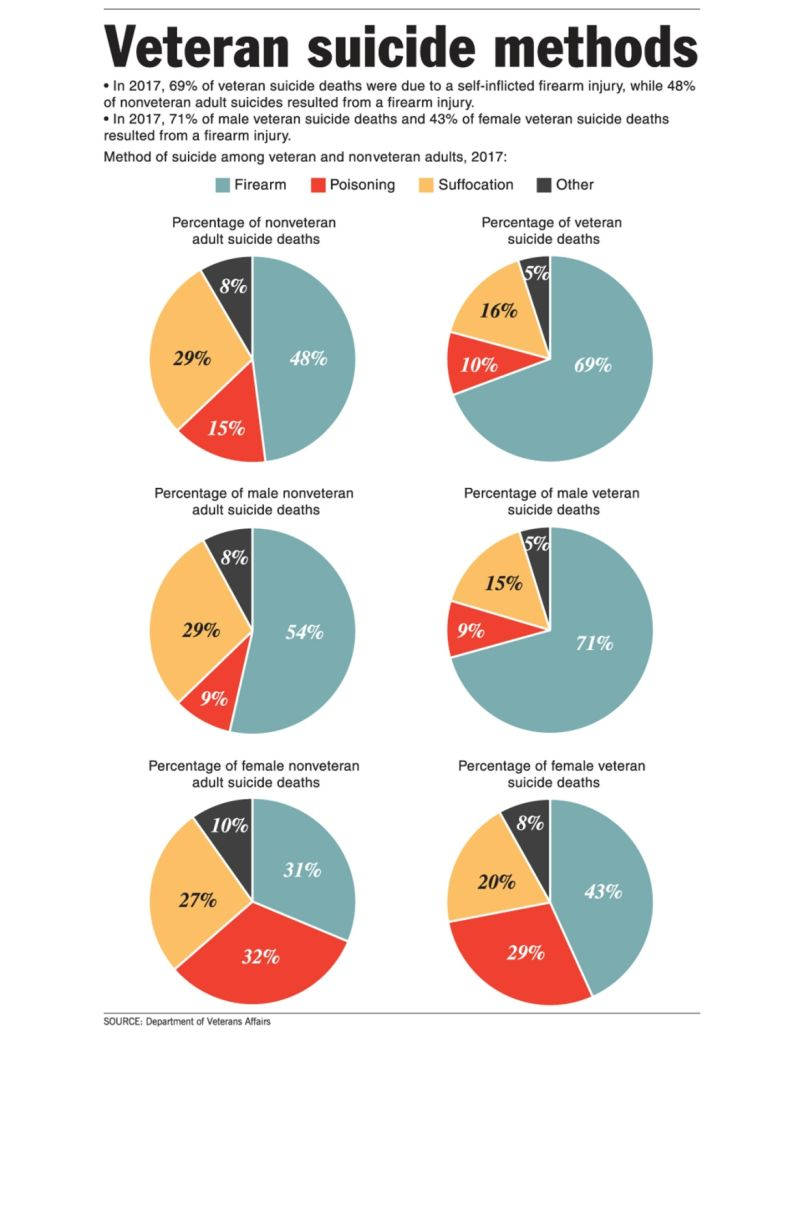 Veteran suicide methods
• In 2017, 69% of veteran suicide deaths were due to a self-inflicted firearm injury, while 48%
of nonveteran adult suicides resulted from a firearm injury.
• In 2017, 71% of male veteran suicide deaths and 43% of female veteran suicide deaths
resulted from a firearm injury.
Method of suicide among veteran and nonveteran adults, 2017:
Firearm Poisoning Suffocation Other
Percentage of nonveteran
adult suicide deaths
8%
29%
48%
15%
Percentage of veteran
suicide deaths
5%
16%
10%
69%
Percentage of male nonveteran
adult suicide deaths
8%
29%
54%
9%
Percentage of male veteran
suicide deaths
5%
15%
9%
71%
Percentage of female nonveteran
adult suicide deaths
10%
31%
27%
32%
Percentage of female veteran
suicide deaths
8%
20%
43%
29%
SOURCE: Department of Veterans Affairs